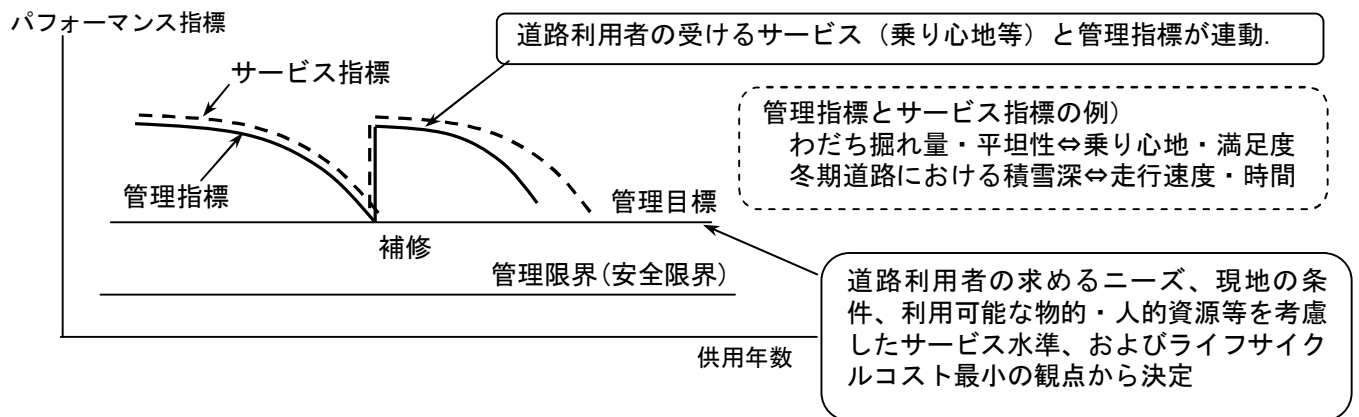 パフォーマンス指標
道路利用者の受けるサービス（乗り心地等）と管理指標が連動.
サービス指標
管理指標とサービス指標の例）
わだち掘れ量・平坦性⇔乗り心地・満足度
冬期道路における積雪深⇔走行速度・時間
管理指標
管理目標
補修
管理限界(安全限界)
道路利用者の求めるニーズ、現地の条
件、利用可能な物的・人的資源等を考慮
したサービス水準、およびライフサイク
ルコスト最小の観点から決定
供用年数